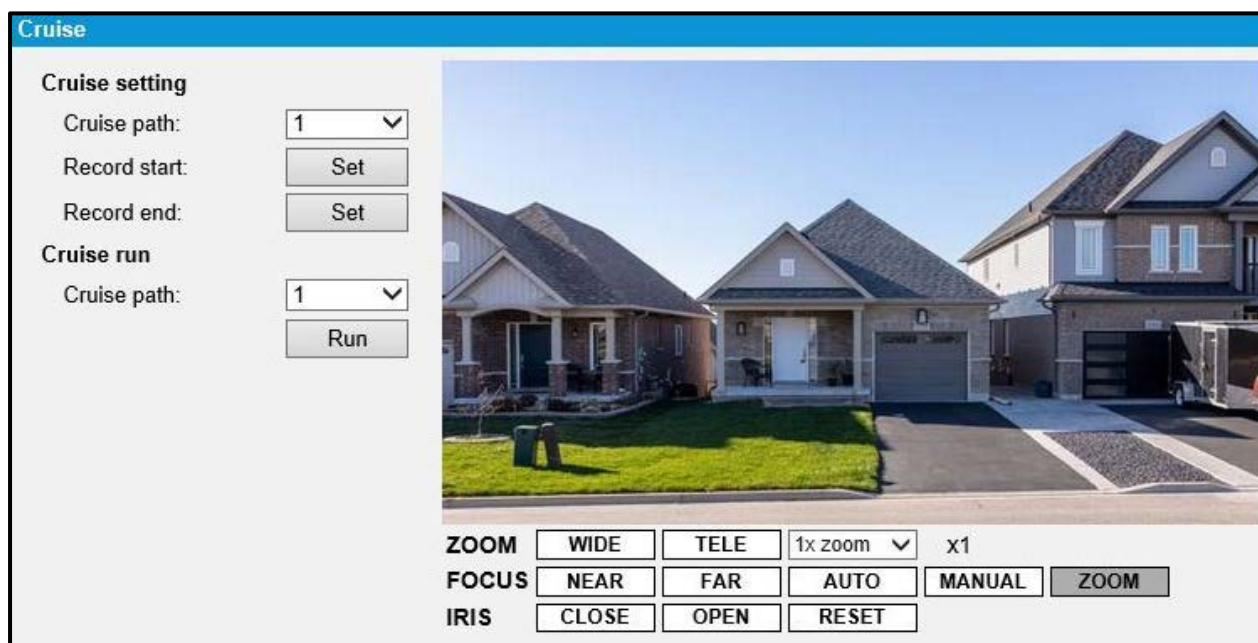 Cruise
Cruise setting
Cruise path: 1
Record start: Set
Record end: Set
Cruise run
Cruise path: 1
Run
ZOOM WIDE TELE 1x zoom x1
FOCUS NEAR FAR AUTO MANUAL ZOOM
IRIS CLOSE OPEN RESET